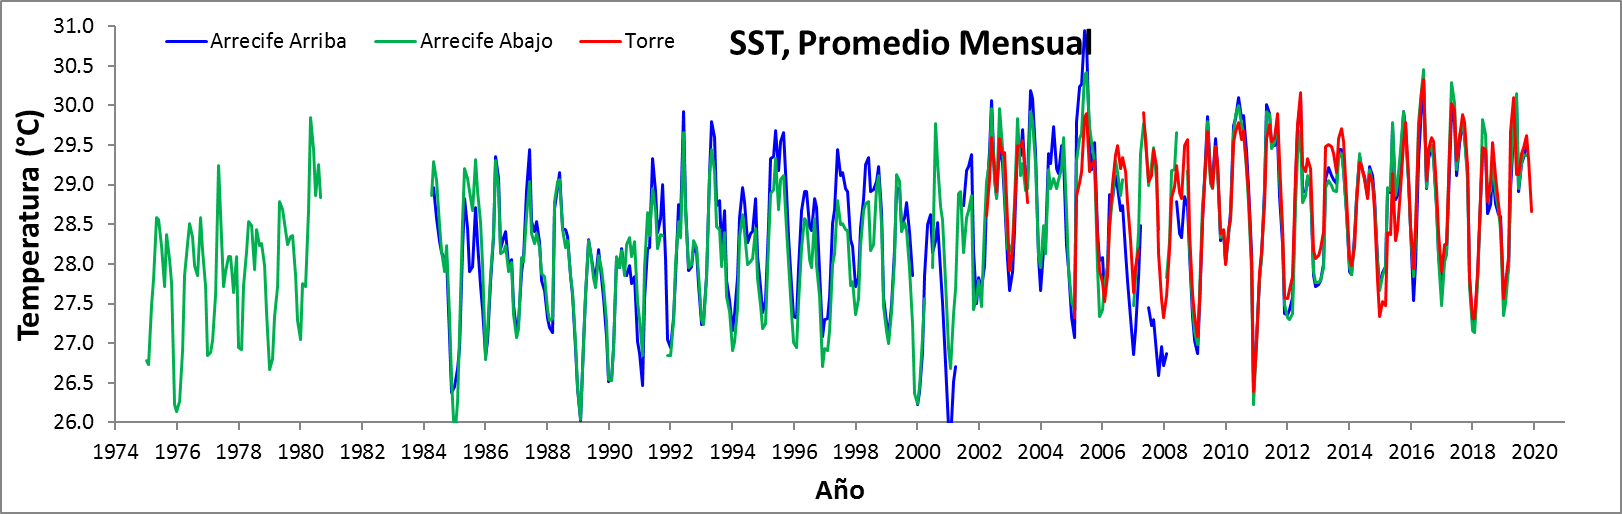 SST, Promedio Mensual
Arrecife Arriba
Arrecife Abajo
Torre
Temperatura (°C)
31.0
30.5
30.0
29.5
29.0
28.5
28.0
27.5
27.0
26.5
26.0
1974 1976 1978 1980 1982 1984 1986 1988 1990 1992 1994 1996 1998 2000 2002 2004 2006 2008 2010 2012 2014 2016 2018 2020
Año